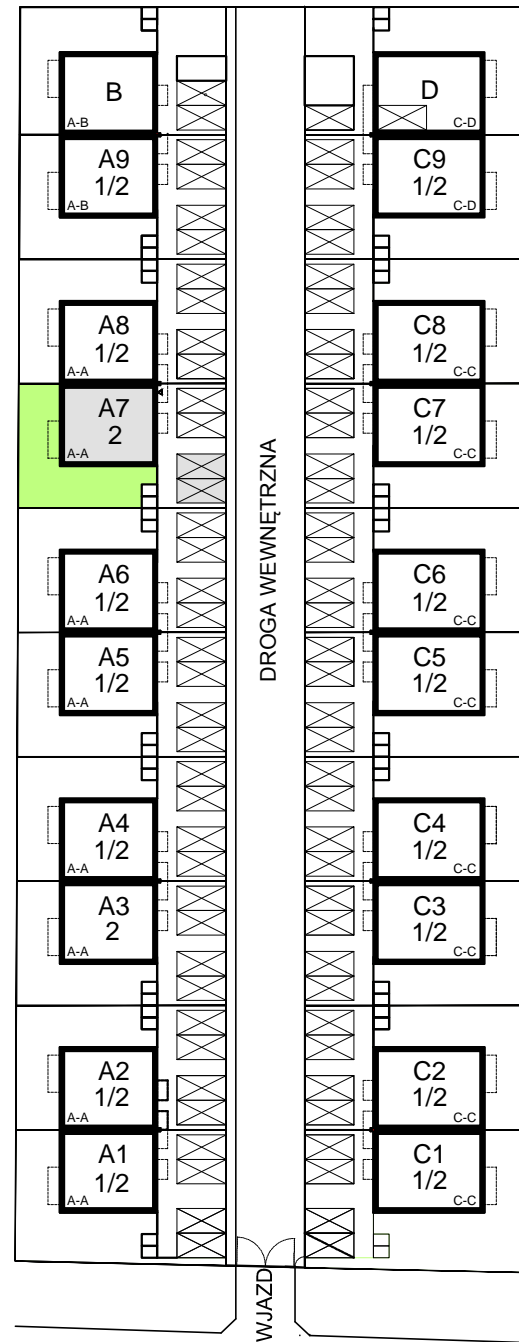 B
A-B
A9
1/2
A-B
A8
1/2
A-A
A7
2
A-A
A6
1/2
A5
1/2
A-A
A4
1/2
A-A
A3
2
A-A
A2
1/2
A1
1/2
A-A
DROGA WEWNĘTRZNA
WJAZD
D
C-D
C9
1/2
C-D
C8
1/2
C-C
C7
1/2
C-C
C6
1/2
C-C
C5
1/2
C-C
C4
1/2
C-C
C3
1/2
C-C
C2
1/2
C-C
C1
1/2
C-C